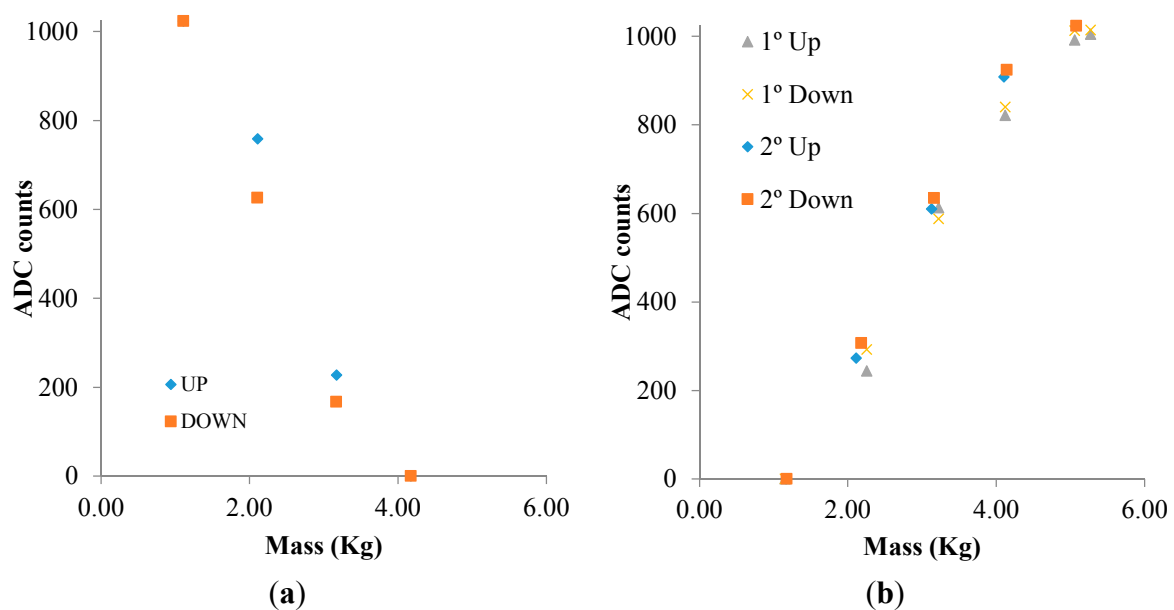 1000
800
600
400
200
0
ADC counts
UP
DOWN
0.00 2.00 4.00 6.00
Mass (Kg)
(a)
1000
800
600
400
200
0
ADC counts
1º Up
1º Down
2º Up
2º Down
0.00 2.00 4.00 6.00
Mass (Kg)
(b)